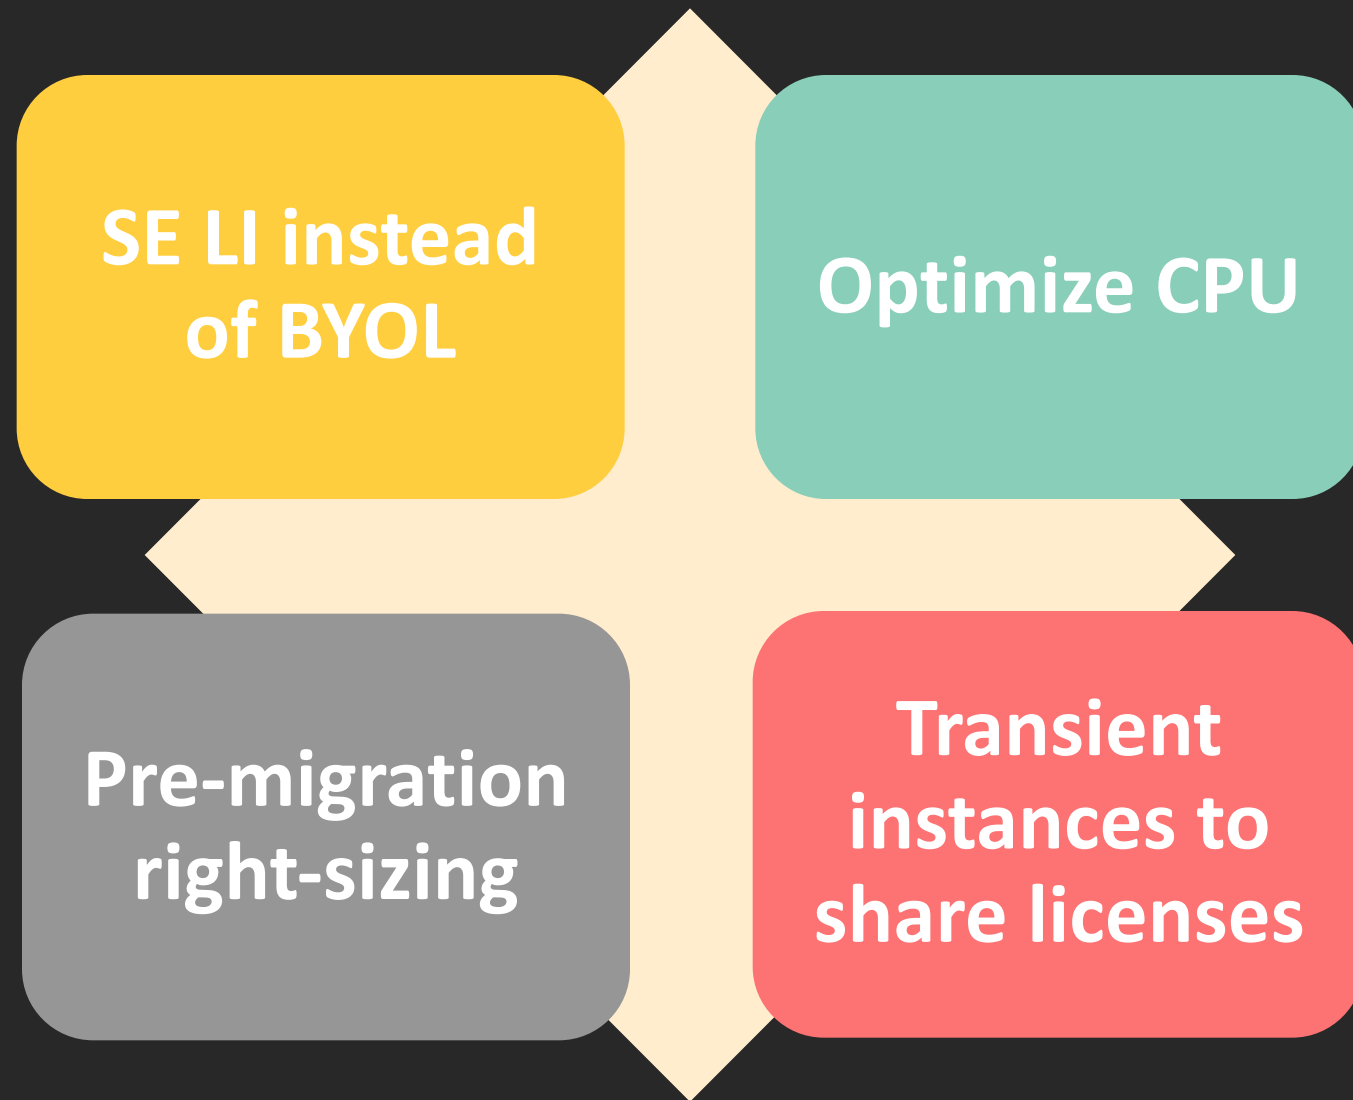 SE LI instead
of BYOL
Optimize CPU
Pre-migration
right-sizing
Transient
instances to
share licenses